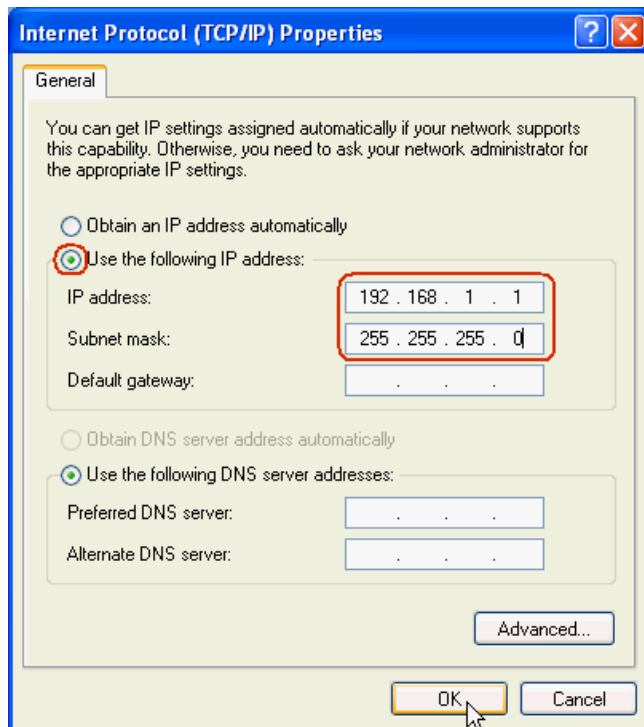 Internet Protocol (TCP/IP) Properties
General
You can get IP settings assigned automatically if your network supports
this capability. Otherwise, you need to ask your network administrator for
the appropriate IP settings.
Obtain an IP address automatically
Use the following IP address:
IP address: 192 . 168 . 1 . 1
Subnet mask: 255 . 255 . 255 . 0
Default gateway: . . .
Obtain DNS server address automatically
Use the following DNS server addresses:
Preferred DNS server: . . .
Alternate DNS server: . . .
Advanced...
OK Cancel